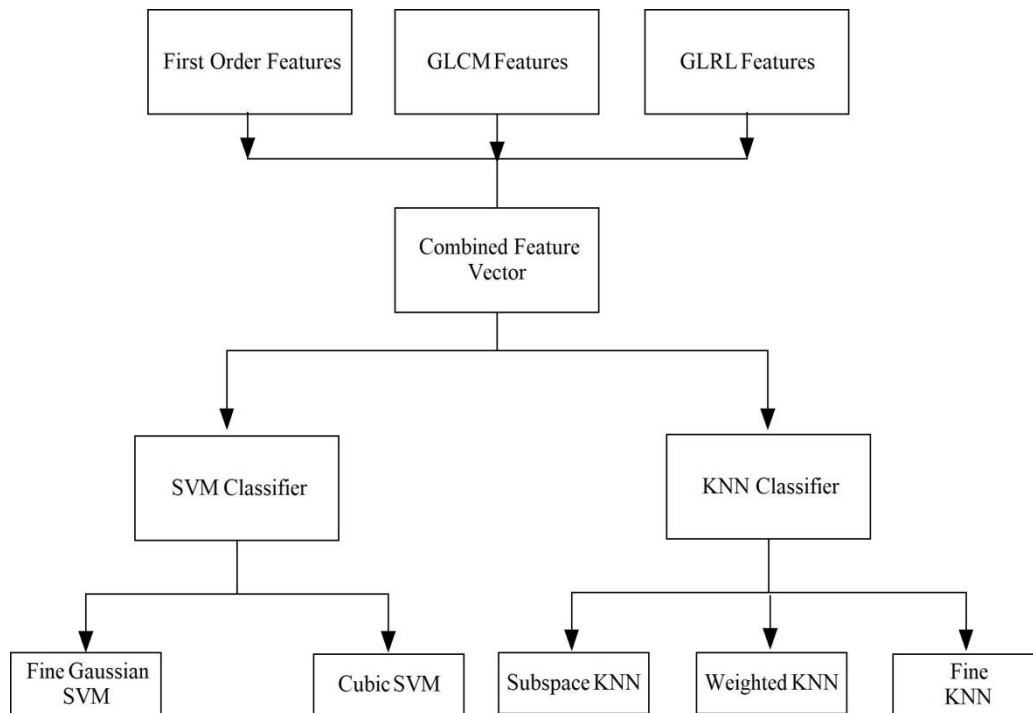 First Order Features
GLCM Features
GLRL Features
Combined Feature
Vector
SVM Classifier
KNN Classifier
Fine Gaussian
SVM
Cubic SVM
Subspace KNN
Weighted KNN
Fine
KNN